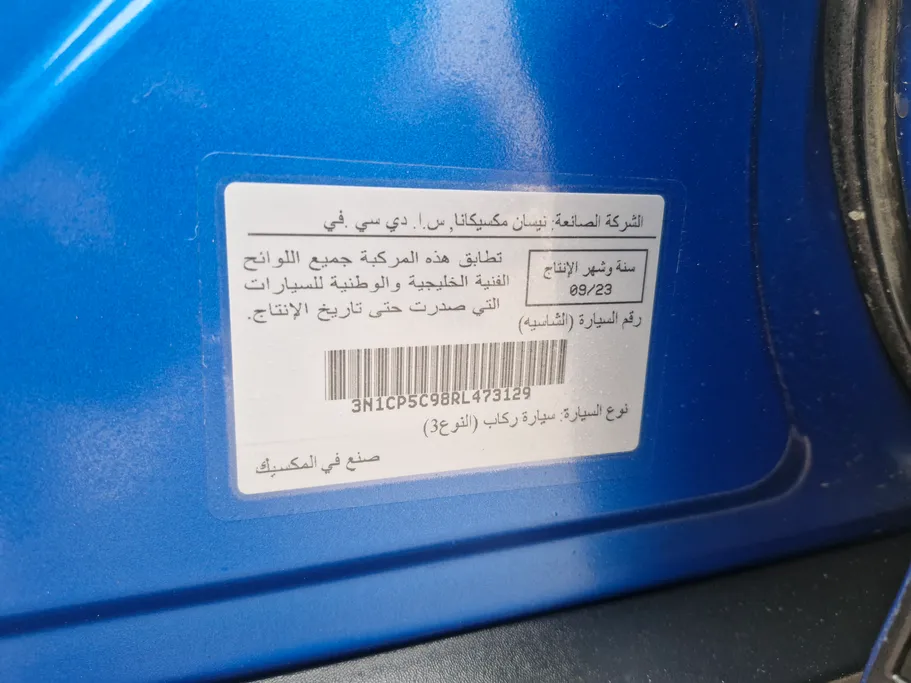 الشركة الصانعة: نيسان مكسيكانا, س.ا. دي سي .في
سنة وشهر الإنتاج
09/23
تطابق هذه المركبة جميع اللوائح
الفنية الخليجية والوطنية للسيارات
التي صدرت حتى تاريخ الإنتاج.
رقم السيارة (الشاسيه)
3N1CP5C98RL473129
نوع السيارة: سيارة ركاب (النوع3)
صنع في المكسيك